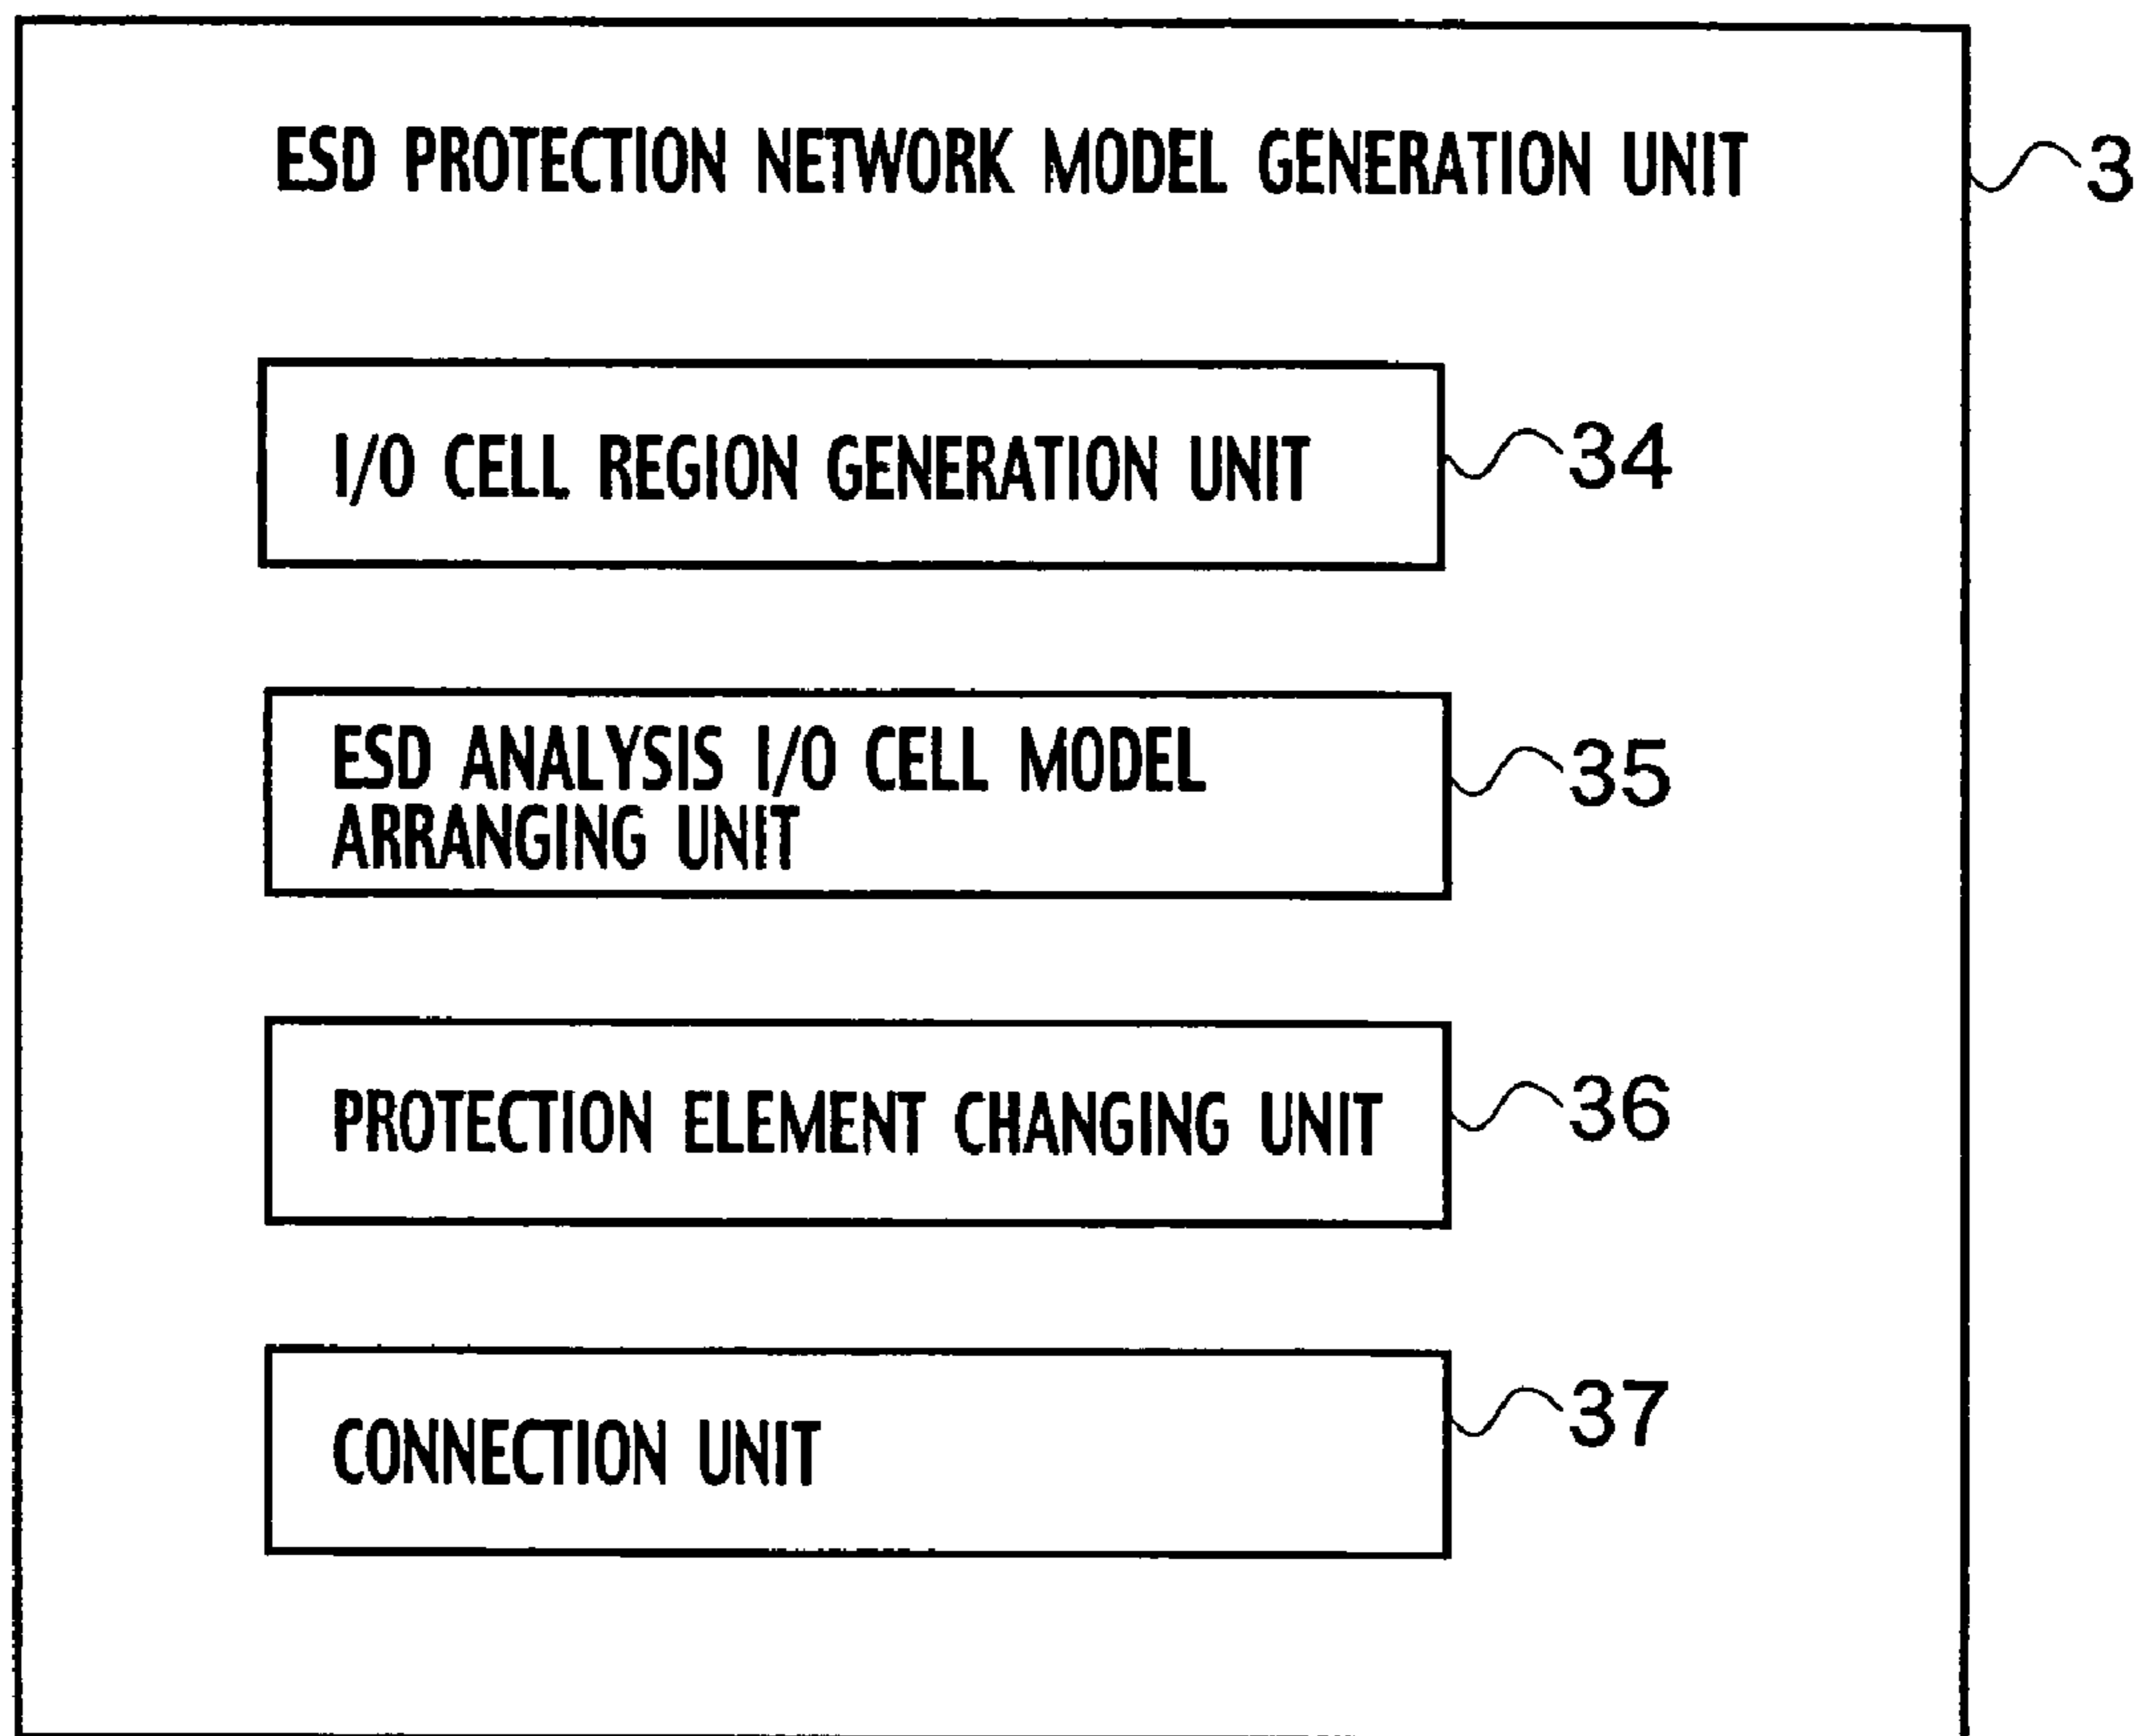 ESD PROTECTION NETWORK MODEL GENERATION UNIT
3
I/O CELL REGION GENERATION UNIT
34
ESD ANALYSIS I/O CELL MODEL
ARRANGING UNIT
35
PROTECTION ELEMENT CHANGING UNIT
36
CONNECTION UNIT
37